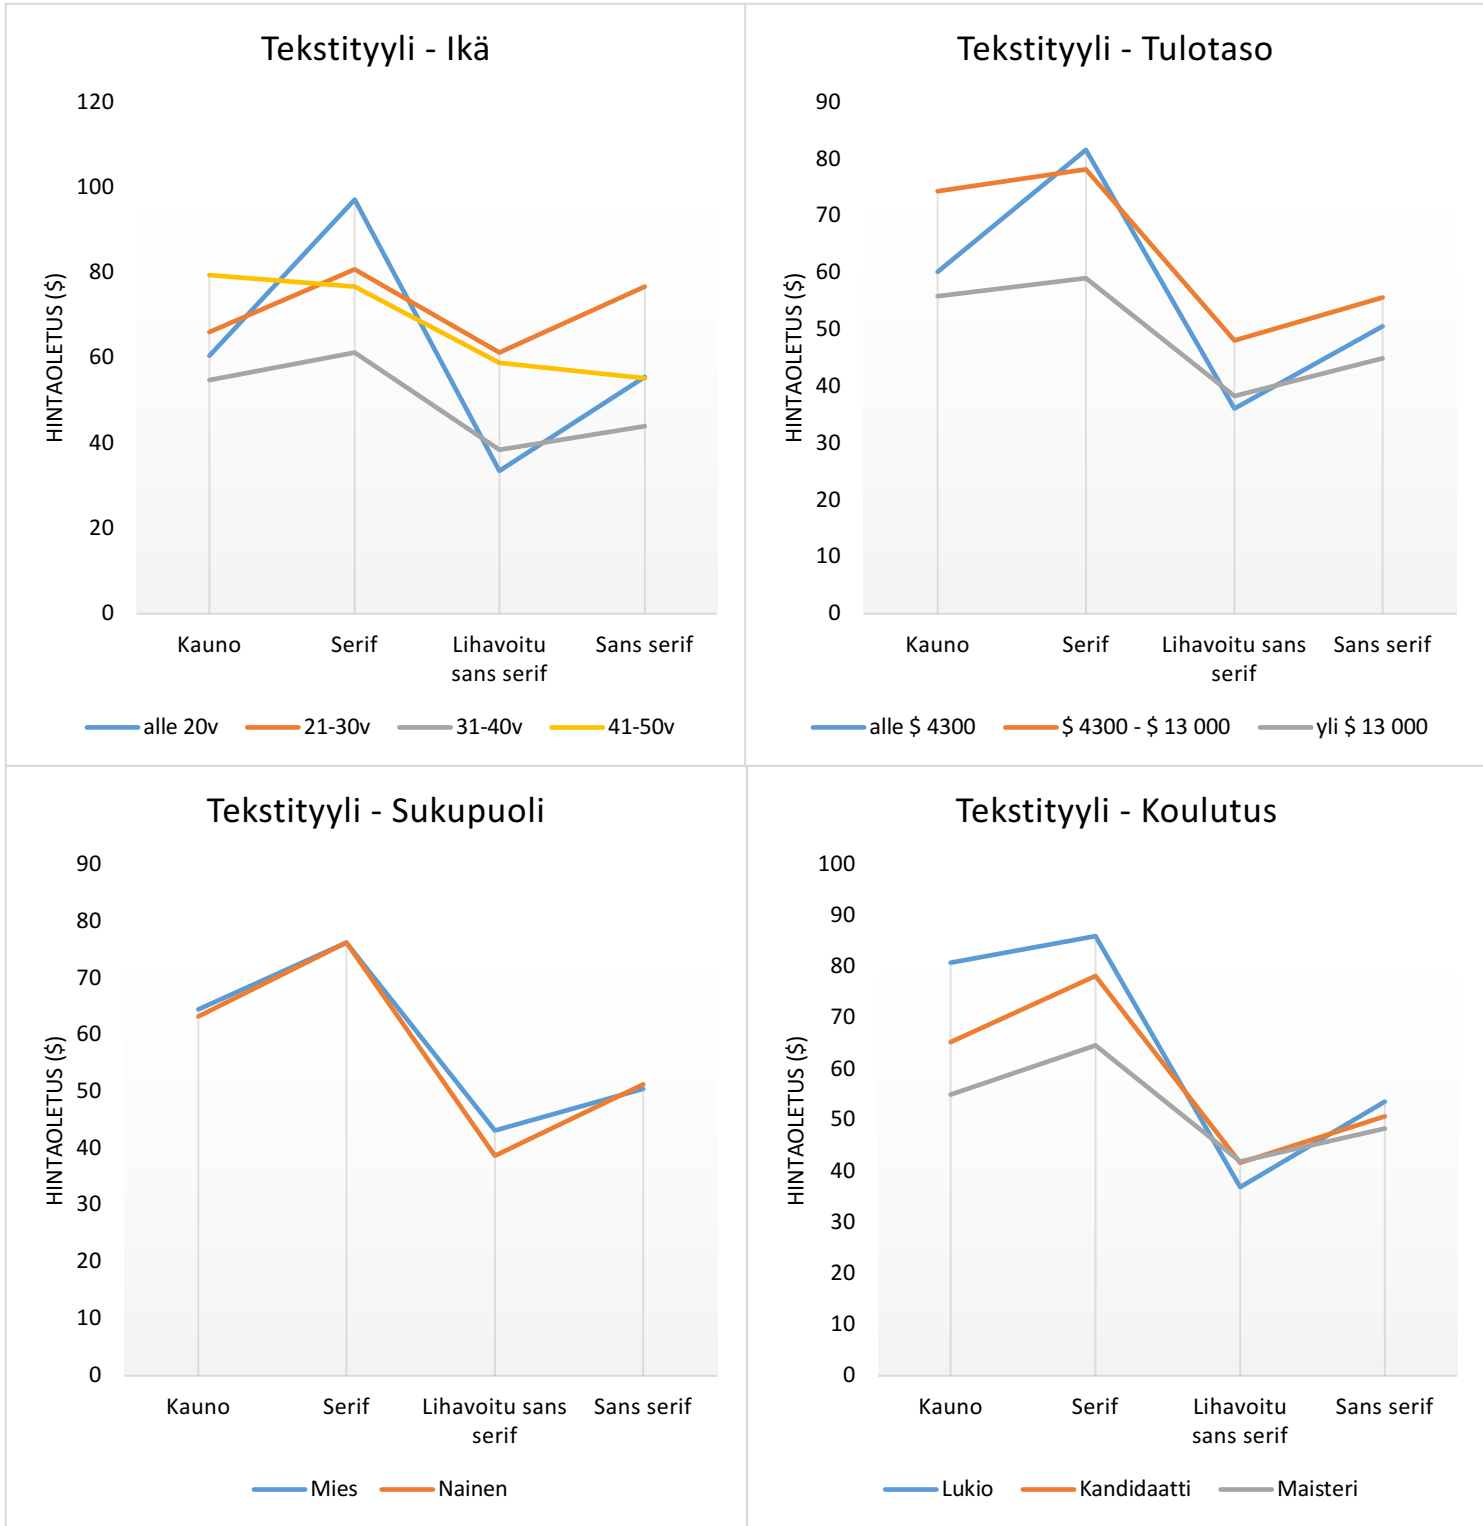 Tekstityyli - Ikä
120
100
80
60
40
20
0
HINTAOLETUS ($)
Kauno
Serif
Lihavoitu
sans serif
Sans serif
alle 20v
21-30v
31-40v
41-50v
Tekstityyli - Tulotaso
90
80
70
60
50
40
30
20
10
0
HINTAOLETUS ($)
Kauno
Serif
Lihavoitu sans
serif
Sans serif
alle $ 4300
$ 4300 - $ 13 000
yli $ 13 000
Tekstityyli - Sukupuoli
90
80
70
60
50
40
30
20
10
0
HINTAOLETUS ($)
Kauno
Serif
Lihavoitu sans
serif
Sans serif
Mies
Nainen
Tekstityyli - Koulutus
100
90
80
70
60
50
40
30
20
10
0
HINTAOLETUS ($)
Kauno
Serif
Lihavoitu
sans serif
Sans serif
Lukio
Kandidaatti
Maisteri